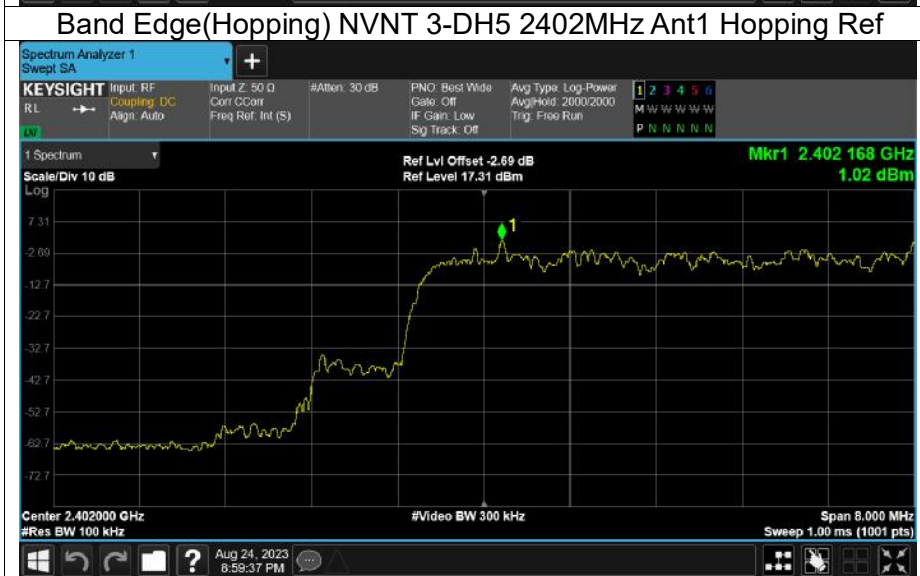 Band Edge(Hopping) NVNT 3-DH5 2402MHz Ant1 Hopping Ref
Spectrum Analyzer 1
Swept SA
+
KEYSIGHT Input: RF Input Z: 50 Ω #Atten: 30 dB PNO: Best Wide Avg Type: Log-Power 1 2 3 4 5 6
RL Coupling: DC Corr CCorr Gate: Off Avg|Hold: 2000/2000 M W W W W W
Align: Auto Freq Ref: Int (S) IF Gain: Low Trig: Free Run
LXI Sig Track: Off P N N N N N
1 Spectrum Ref Lvl Offset -2.69 dB Mkr1 2.402 168 GHz
Scale/Div 10 dB Ref Level 17.31 dBm 1.02 dBm
Log
7.31
1
-2.69
-12.7
-22.7
-32.7
-42.7
-52.7
-62.7
-72.7
Center 2.402000 GHz #Video BW 300 kHz Span 8.000 MHz
#Res BW 100 kHz Sweep 1.00 ms (1001 pts)
? Aug 24, 2023
8:59:37 PM